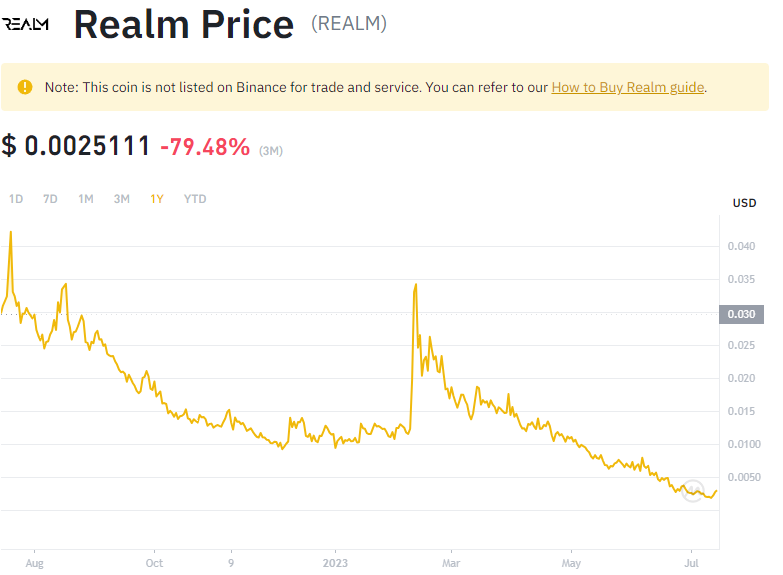 REALM Realm Price (REALM)
Note: This coin is not listed on Binance for trade and service. You can refer to our How to Buy Realm guide.
$ 0.0025111 -79.48% (3M)
1D 7D 1M 3M 1Y YTD
USD
0.040
0.035
0.030
0.025
0.020
0.015
0.0100
0.0050
Aug Oct 9 2023 Mar May Jul